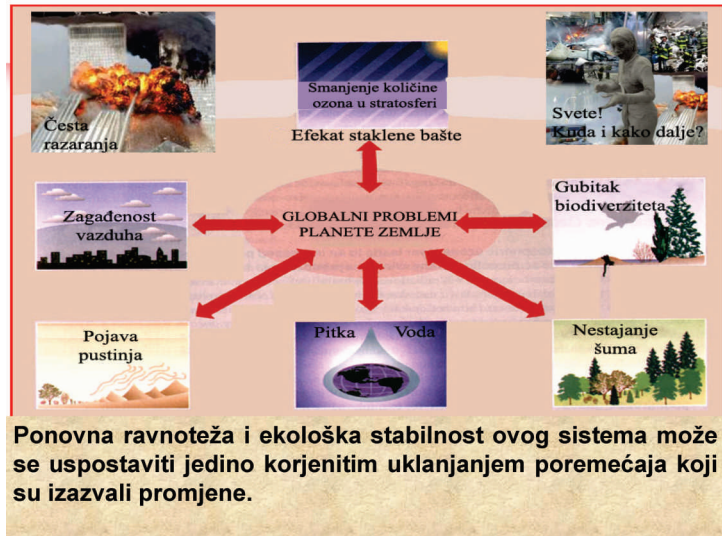 Česta
razaranja
Smanjenje količine
ozona u stratosferi
Efekat staklene bašte
Svete!
Kuda i kako dalje?
Zagađenost
vazduha
GLOBALNI PROBLEMI
PLANETE ZEMLJE
Gubitak
biodiverziteta
Pojava
pustinja
Pitka Voda
Nestajanje
šuma
Ponovna ravnoteža i ekološka stabilnost ovog sistema može
se uspostaviti jedino korjenitim uklanjanjem poremećaja koji
su izazvali promjene.